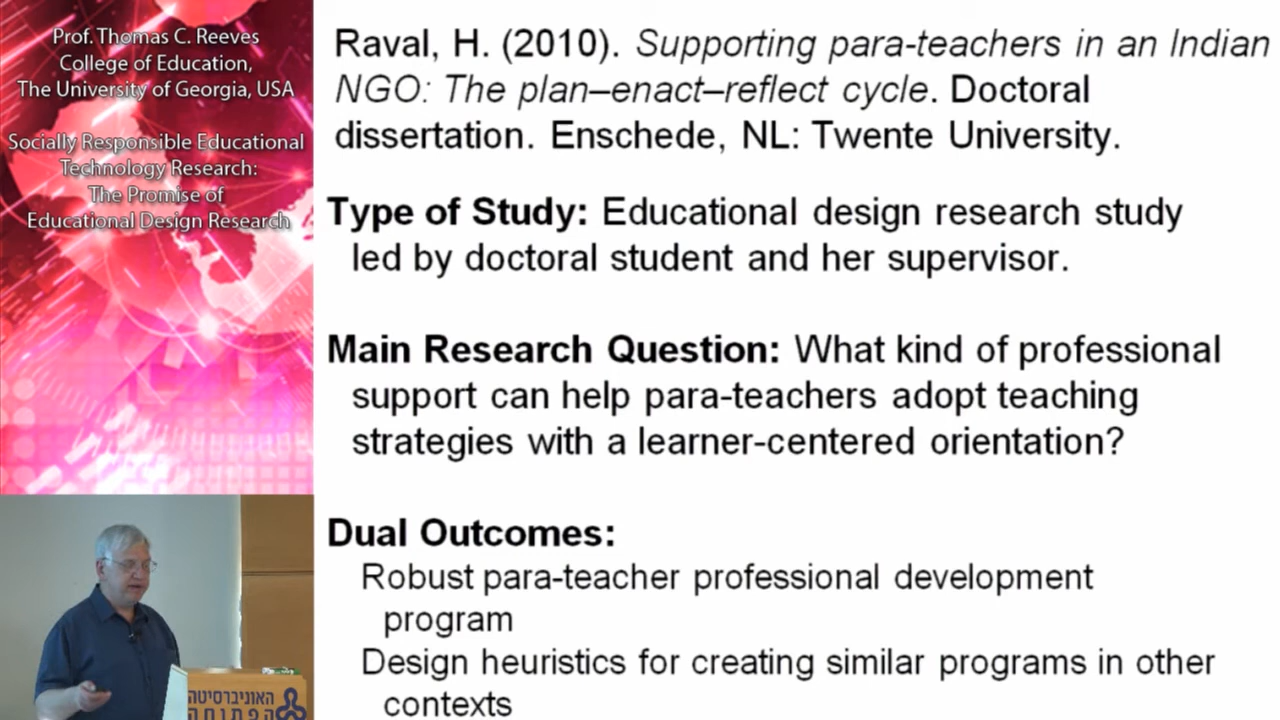 Prof. Thomas C. Reeves
College of Education,
The University of Georgia, USA
Socially Responsible Educational
Technology Research:
The Promise of
Educational Design Research
Raval, H. (2010). Supporting para-teachers in an Indian
NGO: The plan–enact–reflect cycle. Doctoral
dissertation. Enschede, NL: Twente University.
Type of Study: Educational design research study
led by doctoral student and her supervisor.
Main Research Question: What kind of professional
support can help para-teachers adopt teaching
strategies with a learner-centered orientation?
Dual Outcomes:
Robust para-teacher professional development
program
Design heuristics for creating similar programs in other
contexts
האוניברסיטה
הפתוחה